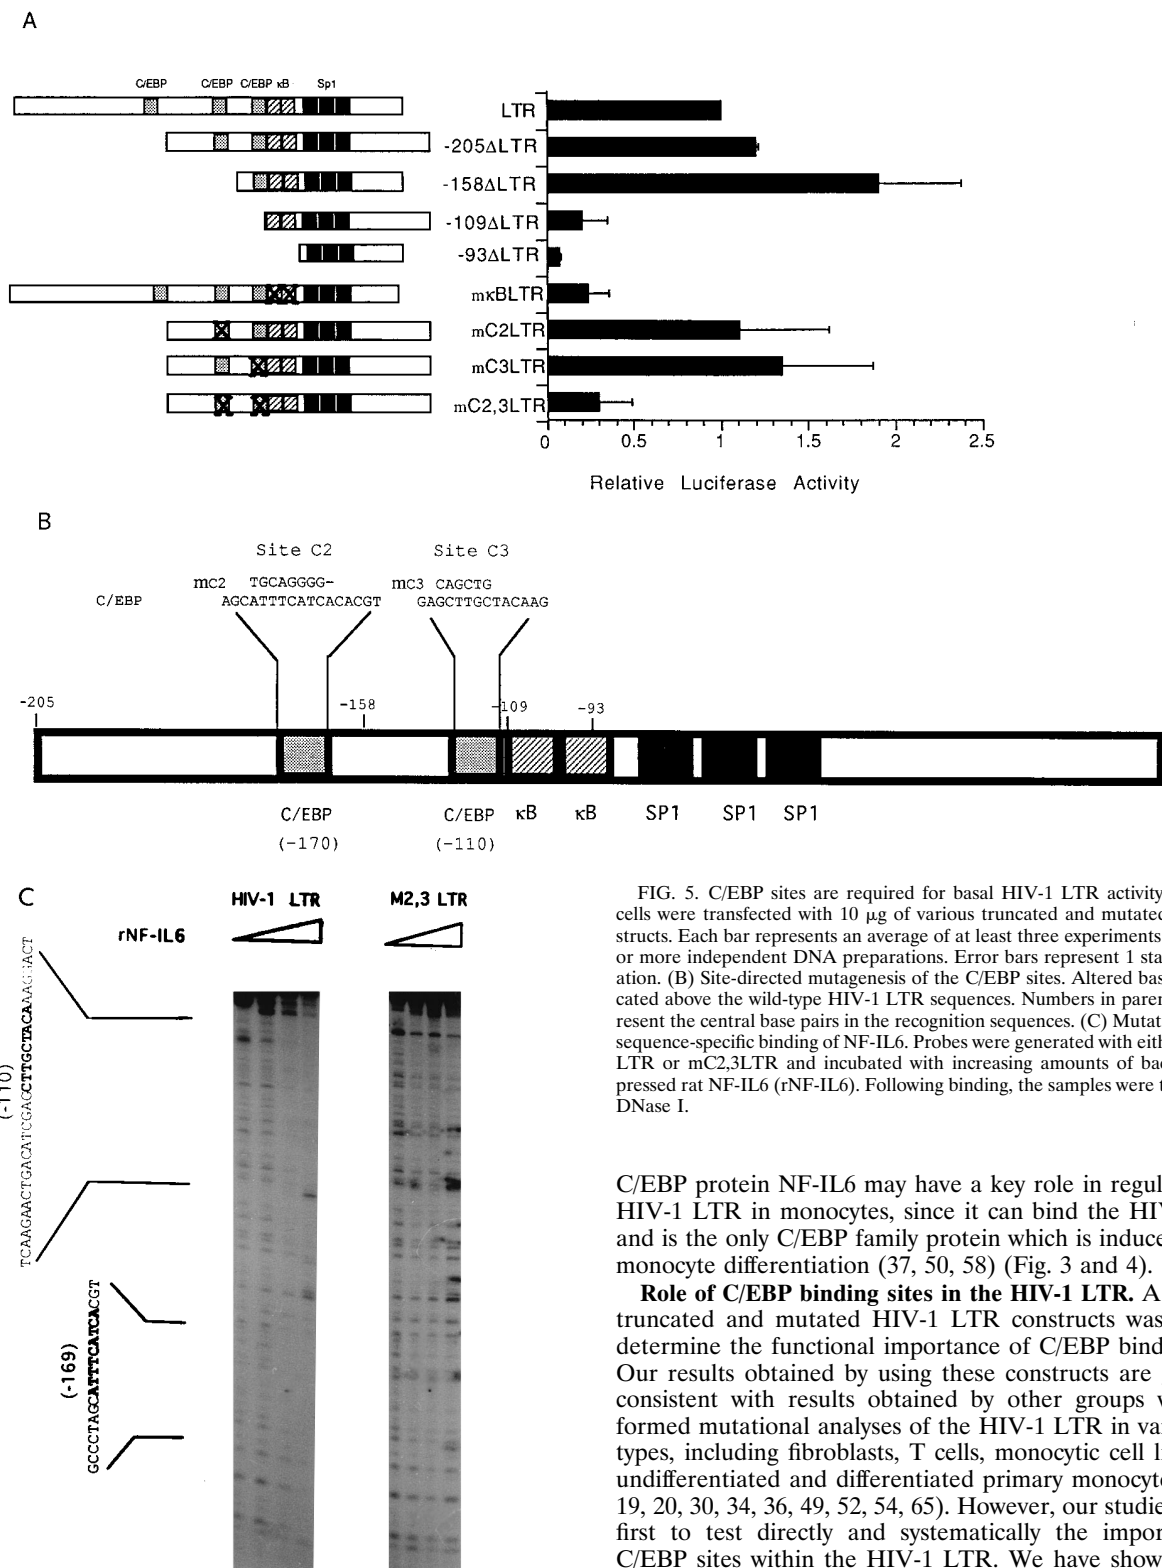 A
C/EBP C/EBP C/EBP κB Sp1
LTR
-205ΔLTR
-158ΔLTR
-109ΔLTR
-93ΔLTR
mκBLTR
mC2LTR
mC3LTR
mC2,3LTR
0 0.5 1 1.5 2 2.5
Relative Luciferase Activity
B
Site C2 Site C3
mC2 TGCAGGGG- mC3 CAGCTG
C/EBP AGCATTTCATCACACGT GAGCTTGCTACAAG
-205 -158 -109 -93
C/EBP C/EBP κB κB SP1 SP1 SP1
(-170) (-110)
C
HIV-1 LTR M2,3 LTR
rNF-IL6
(-110)
TCAAGAACTGACATCGAGCTTGCTACAAAGGGACT
(-169)
GCCCTAGCATTTCATCACGT
FIG. 5. C/EBP sites are required for basal HIV-1 LTR activity
cells were transfected with 10 μg of various truncated and mutated
structs. Each bar represents an average of at least three experiments
or more independent DNA preparations. Error bars represent 1 sta
ation. (B) Site-directed mutagenesis of the C/EBP sites. Altered bas
cated above the wild-type HIV-1 LTR sequences. Numbers in paren
resent the central base pairs in the recognition sequences. (C) Mutat
sequence-specific binding of NF-IL6. Probes were generated with eith
LTR or mC2,3LTR and incubated with increasing amounts of bac
pressed rat NF-IL6 (rNF-IL6). Following binding, the samples were t
DNase I.
C/EBP protein NF-IL6 may have a key role in regul
HIV-1 LTR in monocytes, since it can bind the HIV
and is the only C/EBP family protein which is induce
monocyte differentiation (37, 50, 58) (Fig. 3 and 4).
Role of C/EBP binding sites in the HIV-1 LTR. A
truncated and mutated HIV-1 LTR constructs was
determine the functional importance of C/EBP bind
Our results obtained by using these constructs are
consistent with results obtained by other groups w
formed mutational analyses of the HIV-1 LTR in var
types, including fibroblasts, T cells, monocytic cell li
undifferentiated and differentiated primary monocyte
19, 20, 30, 34, 36, 49, 52, 54, 65). However, our studie
first to test directly and systematically the impor
C/EBP sites within the HIV-1 LTR. We have show